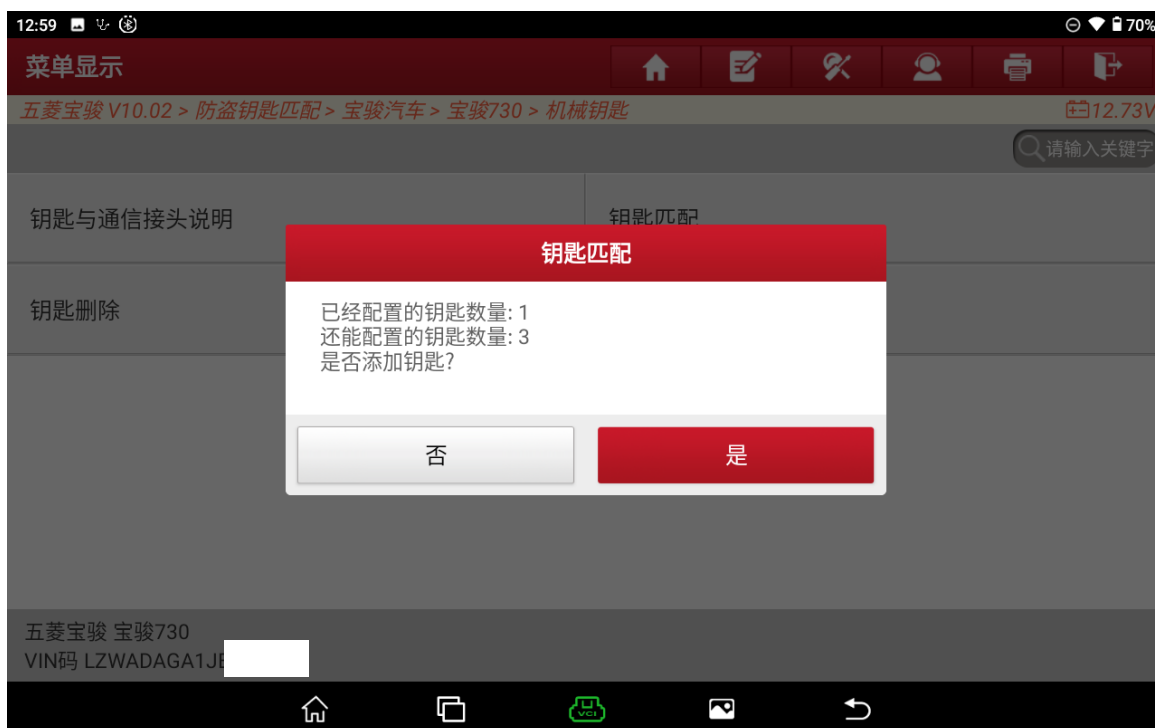 12:59
70%
菜单显示
五菱宝骏 V10.02 > 防盗钥匙匹配 > 宝骏汽车 > 宝骏730 > 机械钥匙
12.73V
请输入关键字
钥匙与通信接头说明
钥匙匹配
钥匙删除
钥匙匹配
已经配置的钥匙数量: 1
还能配置的钥匙数量: 3
是否添加钥匙?
否
是
五菱宝骏 宝骏730
VIN码 LZWADAGA1JE
VCI